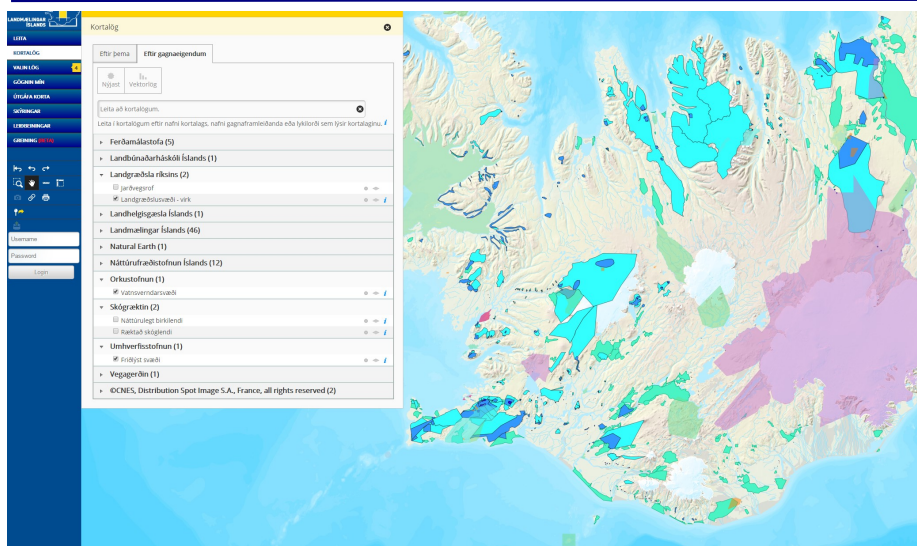 LANDMÆLINGAR
ÍSLANDS
LEITA
KORTALÖG
VALIN LÖG
GÖGNIN MÍN
ÚTGÁFA KORTA
SKÝRINGAR
LEIÐBEININGAR
GREINING (BETA)
Username
Password
Login
Kortalög
Eftir þema
Eftir gagnaeigendum
Nýjast
Vektorlög
Leita að kortalögum.
Leita í kortalögum eftir nafni kortalags, nafni gagnaframleiðanda eða lykilorði sem lýsir kortalaginu. i
Ferðamálastofa (5)
Landbúnaðarháskóli Íslands (1)
Landgræðsla ríksins (2)
Jarðvegsrof
Landgræðslusvæði - virk
Landhelgisgæsla Íslands (1)
Landmælingar Íslands (46)
Natural Earth (1)
Náttúrufræðistofnun Íslands (12)
Orkustofnun (1)
Vatnsverndarsvæði
Skógræktin (2)
Náttúrulegt birkilendi
Ræktað skóglendi
Umhverfisstofnun (1)
Friðlýst svæði
Vegagerðin (1)
©CNES, Distribution Spot Image S.A., France, all rights reserved (2)